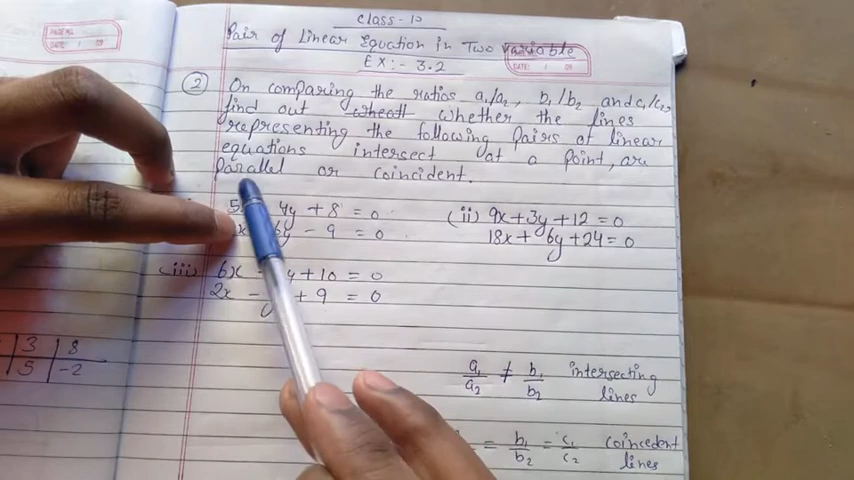 Class-10
Pair of Linear Equation in Two Variable
EX:- 3.2
② On comparing the ratios a₁/a₂, b₁/b₂ and c₁/c₂,
find out whether the lines
representing the following pairs of linear
equations intersect at a point, are
parallel or coincident.
4y + 8 = 0
(ii) 9x + 3y + 12 = 0
6y - 9 = 0
18x + 6y + 24 = 0
(iii) 6x - y + 10 = 0
2x - y + 9 = 0
3 8
5 -2
a₁/a₂ ≠ b₁/b₂ intersecting lines
= b₁/b₂ = c₁/c₂ coincedent lines